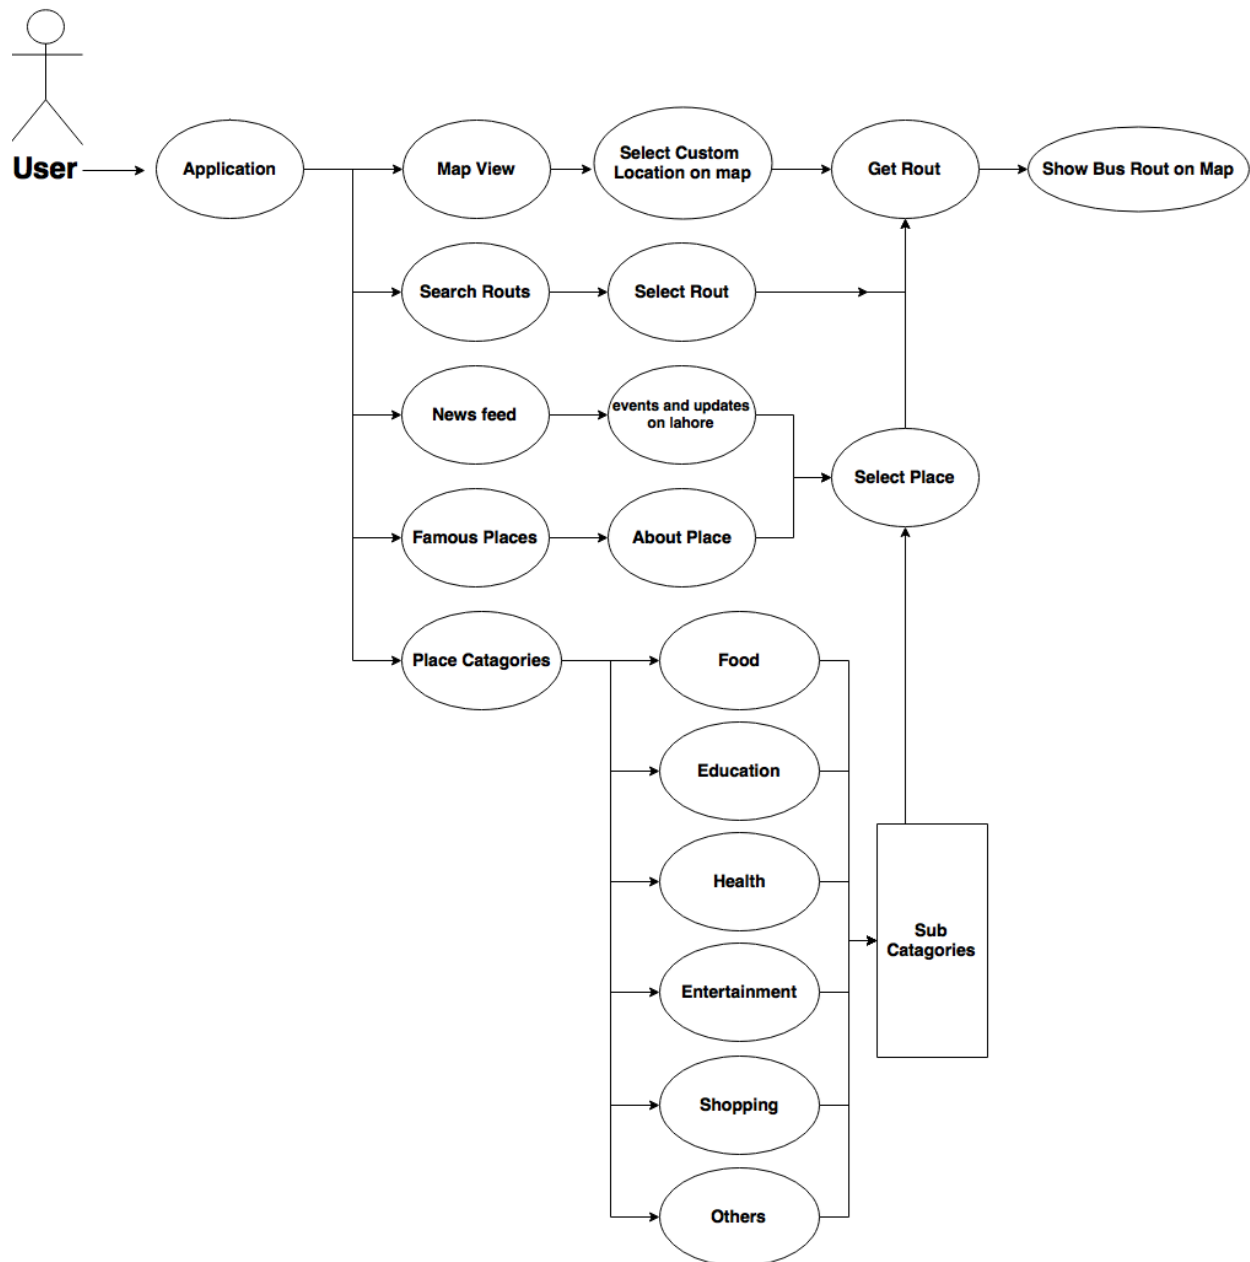 User
Application
Map View
Select Custom
Location on map
Get Rout
Show Bus Rout on Map
Search Routs
Select Rout
News feed
events and updates
on lahore
Select Place
Famous Places
About Place
Place Catagories
Food
Education
Health
Sub
Catagories
Entertainment
Shopping
Others